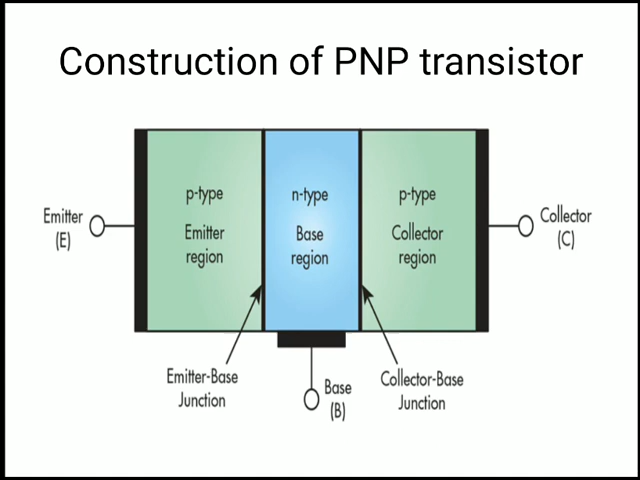 Construction of PNP transistor
p-type
Emitter
region
n-type
Base
region
p-type
Collector
region
Emitter
(E)
Collector
(C)
Emitter-Base
Junction
Base
(B)
Collector-Base
Junction